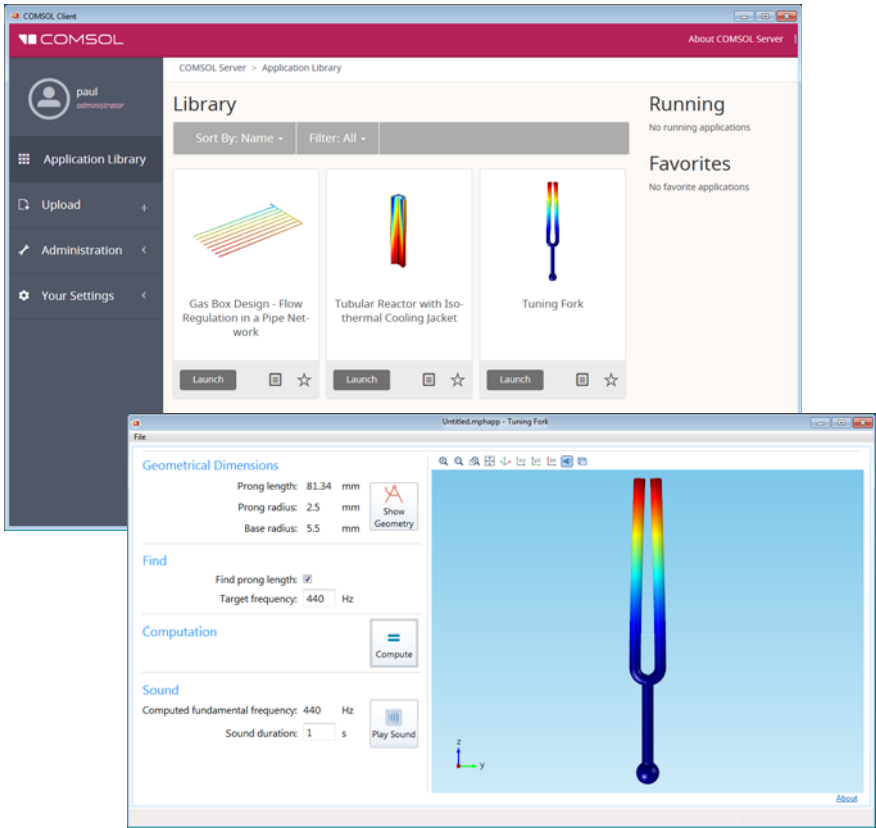 COMSOL Client
COMSOL
About COMSOL Server |
paul
administrator
COMSOL Server > Application Library
Application Library
Upload +
Administration
Your Settings
Library
Sort By: Name
Filter: All
Gas Box Design - Flow
Regulation in a Pipe Net-
work
Launch
Tubular Reactor with Iso-
thermal Cooling Jacket
Launch
Tuning Fork
Launch
Running
No running applications
Favorites
No favorite applications
Untitled.mphapp - Tuning Fork
File
Geometrical Dimensions
Prong length: 81.34 mm
Prong radius: 2.5 mm
Base radius: 5.5 mm
Show
Geometry
Find
Find prong length:
Target frequency: 440 Hz
Computation
Compute
Sound
Computed fundamental frequency: 440 Hz
Sound duration: 1 s
Play Sound
z
y
About